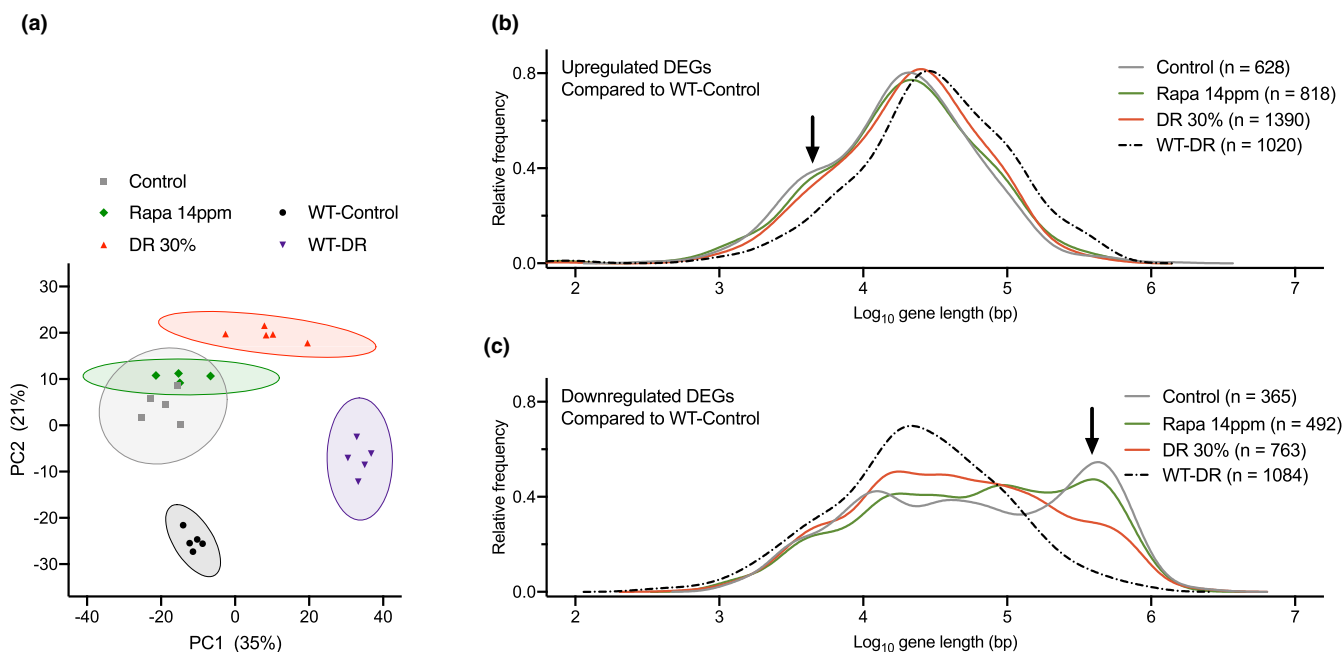 (a)
Control
Rapa 14ppm
DR 30%
WT-Control
WT-DR
30
20
10
0
-10
-20
-30
PC2 (21%)
-40
-20
0
20
40
PC1 (35%)
(b)
Upregulated DEGs
Compared to WT-Control
Control (n = 628)
Rapa 14ppm (n = 818)
DR 30% (n = 1390)
WT-DR (n = 1020)
0.8
0.4
0.0
Relative frequency
2
3
4
5
6
7
Log10 gene length (bp)
(c)
Downregulated DEGs
Compared to WT-Control
Control (n = 365)
Rapa 14ppm (n = 492)
DR 30% (n = 763)
WT-DR (n = 1084)
0.8
0.4
0.0
Relative frequency
2
3
4
5
6
7
Log10 gene length (bp)